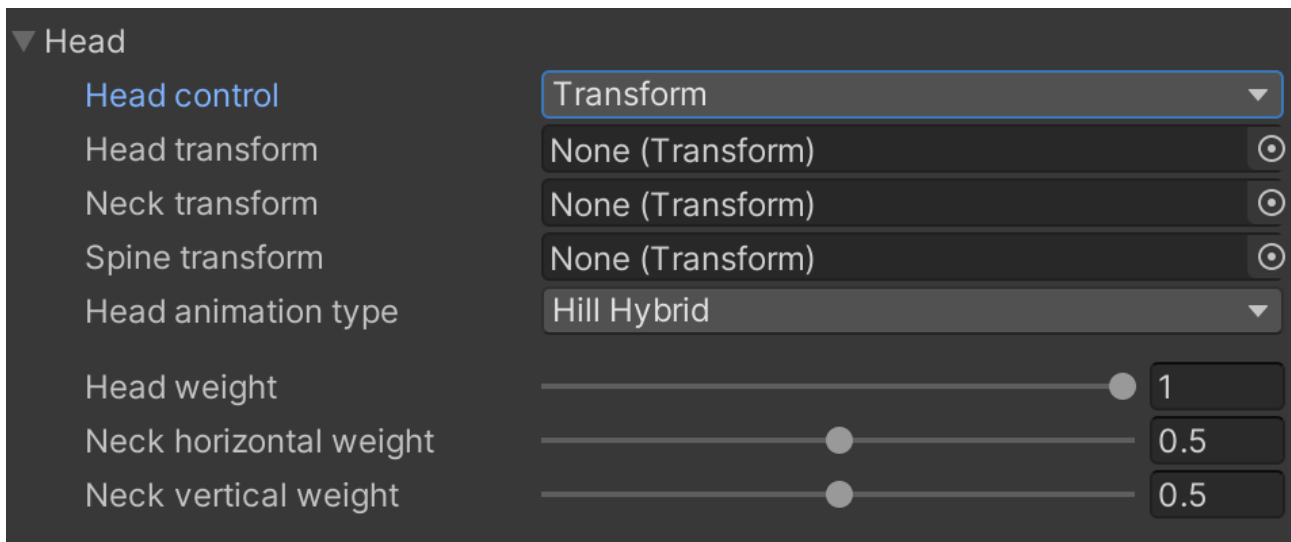 Head
Head control Transform
Head transform None (Transform)
Neck transform None (Transform)
Spine transform None (Transform)
Head animation type Hill Hybrid
Head weight 1
Neck horizontal weight 0.5
Neck vertical weight 0.5